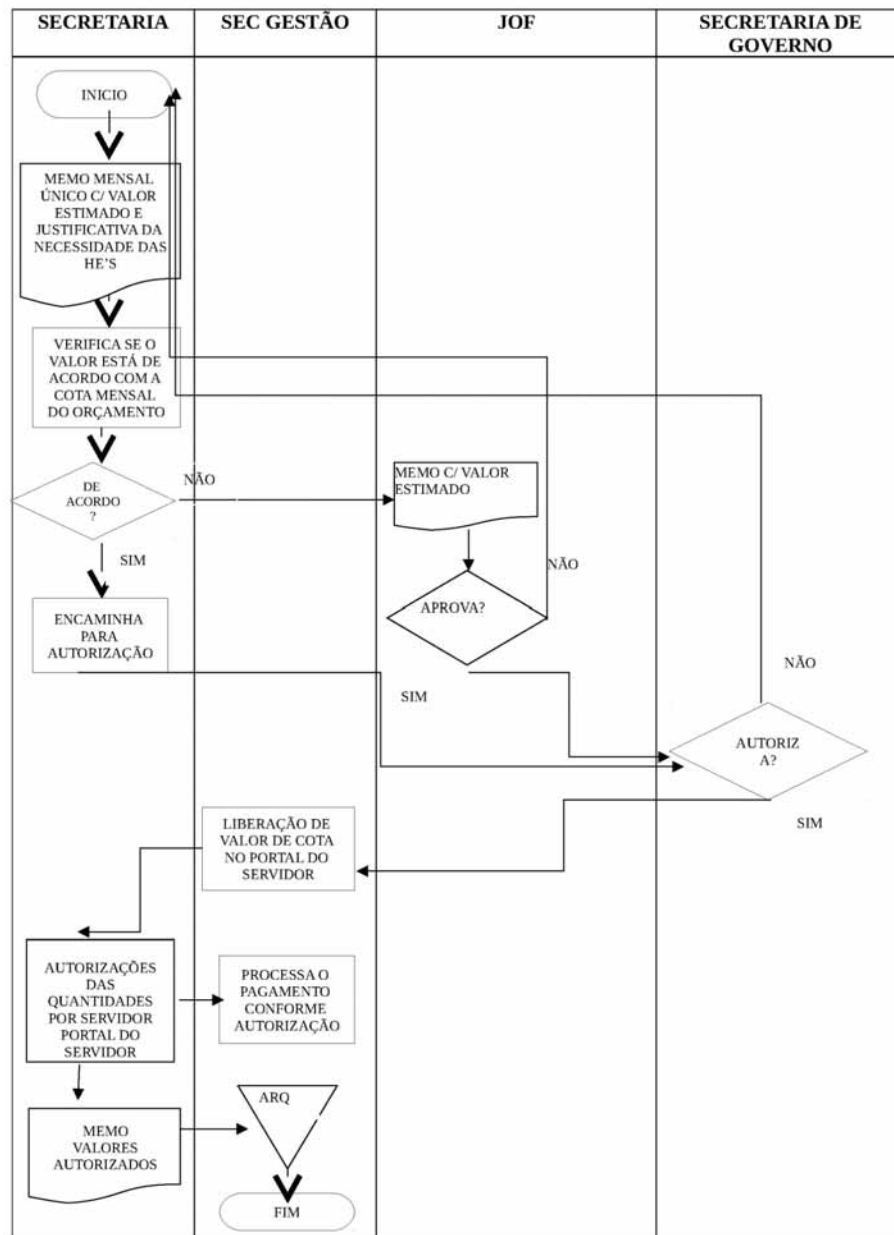 SECRETARIA
SEC GESTÃO
JOF
SECRETARIA DE
GOVERNO
INICIO
MEMO MENSAL
ÚNICO C/ VALOR
ESTIMADO E
JUSTIFICATIVA DA
NECESSIDADE DAS
HE'S
VERIFICA SE O
VALOR ESTÁ DE
ACORDO COM A
COTA MENSAL
DO ORÇAMENTO
DE
ACORDO
?
NÃO
MEMO C/ VALOR
ESTIMADO
SIM
NÃO
APROVA?
ENCAMINHA
PARA
AUTORIZAÇÃO
SIM
NÃO
AUTORIZ
A?
SIM
LIBERAÇÃO DE
VALOR DE COTA
NO PORTAL DO
SERVIDOR
AUTORIZAÇÕES
DAS
QUANTIDADES
POR SERVIDOR
PORTAL DO
SERVIDOR
PROCESSA O
PAGAMENTO
CONFORME
AUTORIZAÇÃO
MEMO
VALORES
AUTORIZADOS
ARQ
FIM